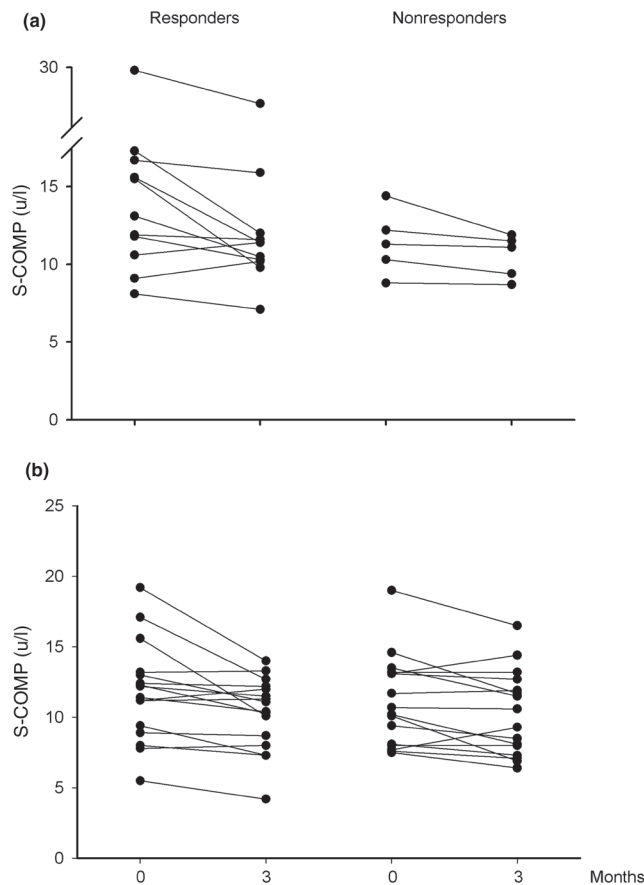 (a)
Responders Nonresponders
30
15
10
5
0
S-COMP (u/l)
(b)
25
20
15
10
5
0
S-COMP (u/l)
0 3 0 3 Months